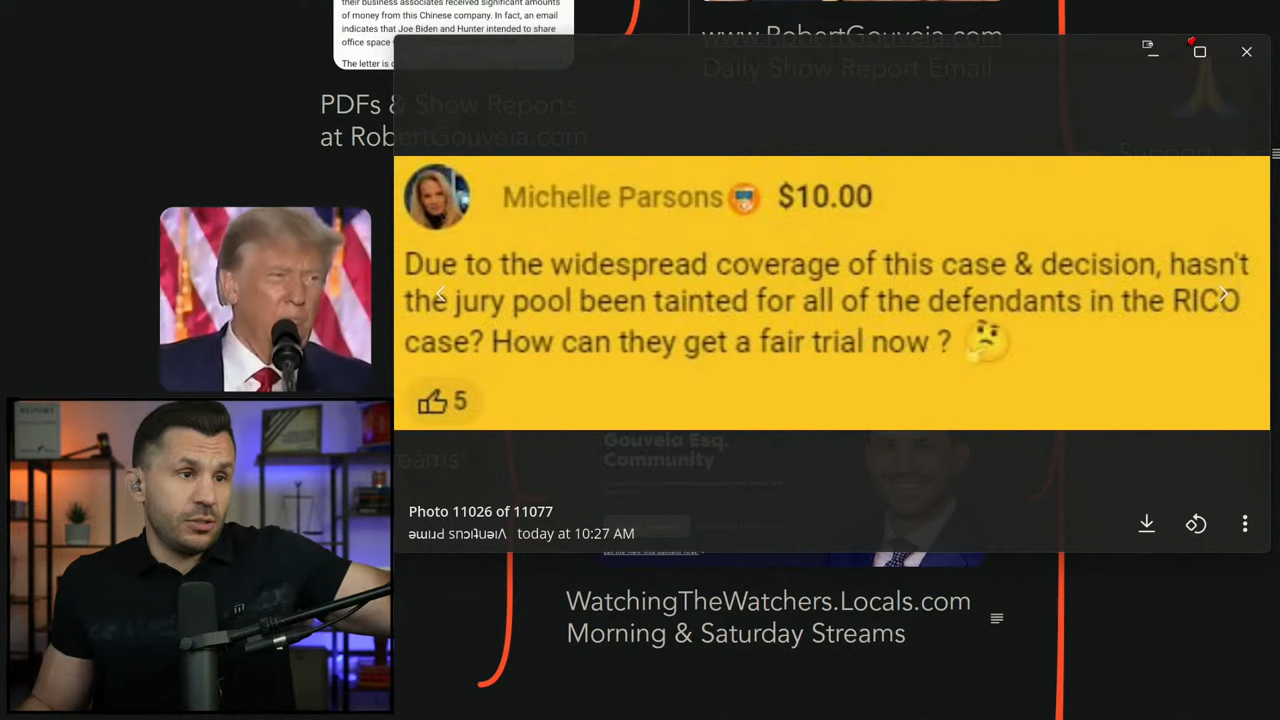 their business associates received significant amounts
of money from this Chinese company. In fact, an email
indicates that Joe Biden and Hunter intended to share
office space
The letter is
PDFs & Show Reports
at RobertGouveia.com
www.RobertGouveia.com
Daily Show Report Email
Support
Michelle Parsons $10.00
Due to the widespread coverage of this case & decision, hasn't
the jury pool been tainted for all of the defendants in the RICO
case? How can they get a fair trial now ?
5
Gouveia Esq.
Community
Photo 11026 of 11077
today at 10:27 AM
WatchingTheWatchers.Locals.com
Morning & Saturday Streams